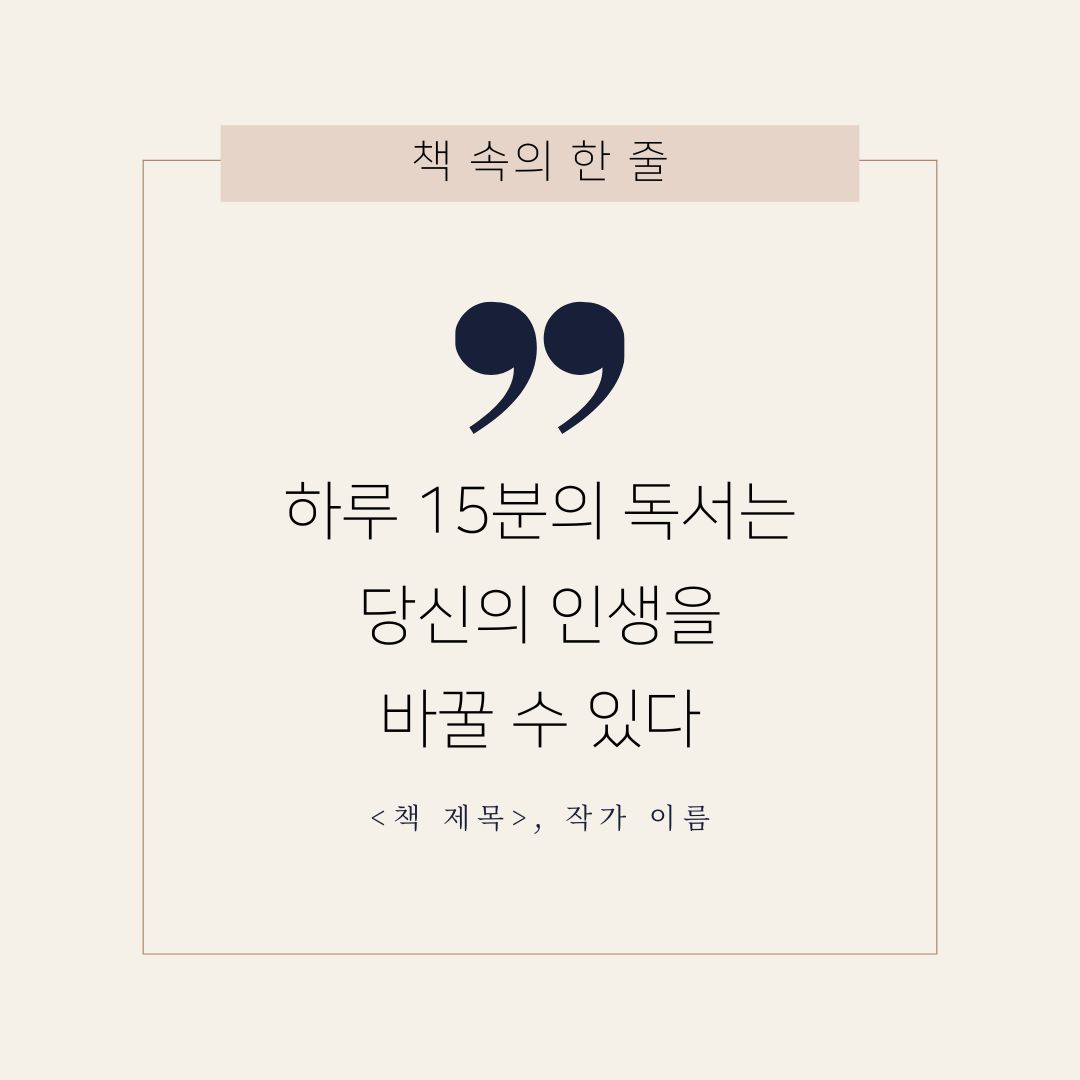 책 속의 한 줄
하루 15분의 독서는
당신의 인생을
바꿀 수 있다
<책 제목>, 작가 이름